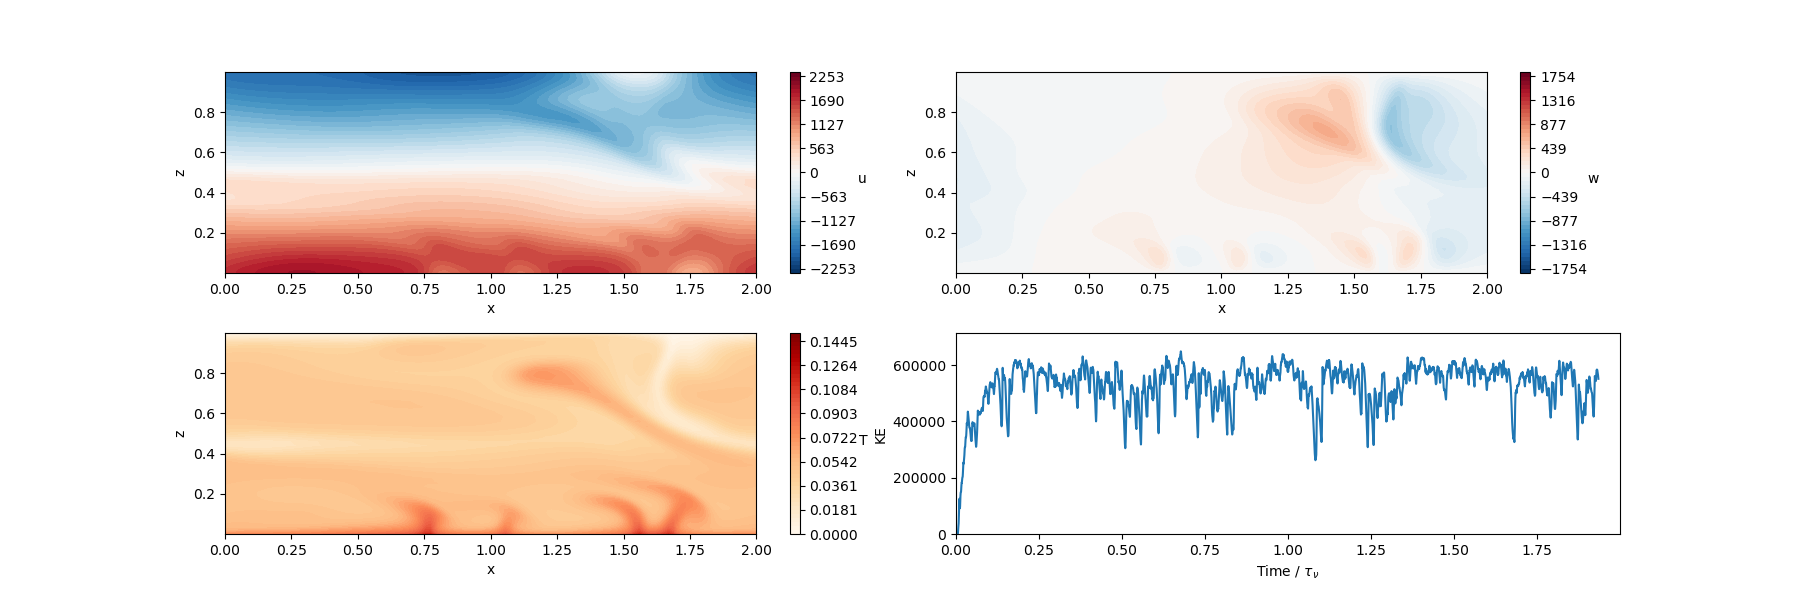 0.8
0.6
0.4
0.2
z
0.00 0.25 0.50 0.75 1.00 1.25 1.50 1.75 2.00
x
2253
1690
1127
563
0
−563
−1127
−1690
−2253
u
0.8
0.6
0.4
0.2
z
0.00 0.25 0.50 0.75 1.00 1.25 1.50 1.75 2.00
x
1754
1316
877
439
0
−439
−877
−1316
−1754
w
0.8
0.6
0.4
0.2
z
0.00 0.25 0.50 0.75 1.00 1.25 1.50 1.75 2.00
x
0.1445
0.1264
0.1084
0.0903
0.0722
0.0542
0.0361
0.0181
0.0000
T
600000
400000
200000
0
KE
0.00 0.25 0.50 0.75 1.00 1.25 1.50 1.75
Time / τν